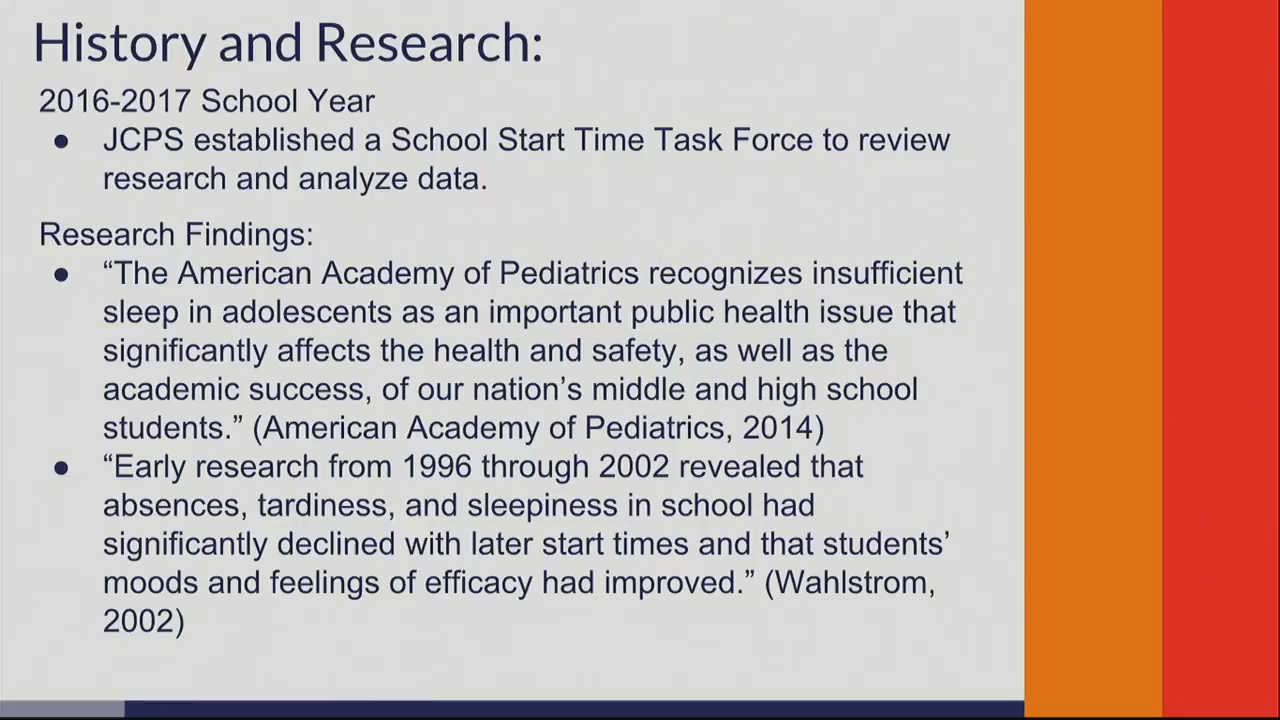 History and Research:
2016-2017 School Year
● JCPS established a School Start Time Task Force to review
research and analyze data.
Research Findings:
● “The American Academy of Pediatrics recognizes insufficient
sleep in adolescents as an important public health issue that
significantly affects the health and safety, as well as the
academic success, of our nation’s middle and high school
students.” (American Academy of Pediatrics, 2014)
● “Early research from 1996 through 2002 revealed that
absences, tardiness, and sleepiness in school had
significantly declined with later start times and that students’
moods and feelings of efficacy had improved.” (Wahlstrom,
2002)